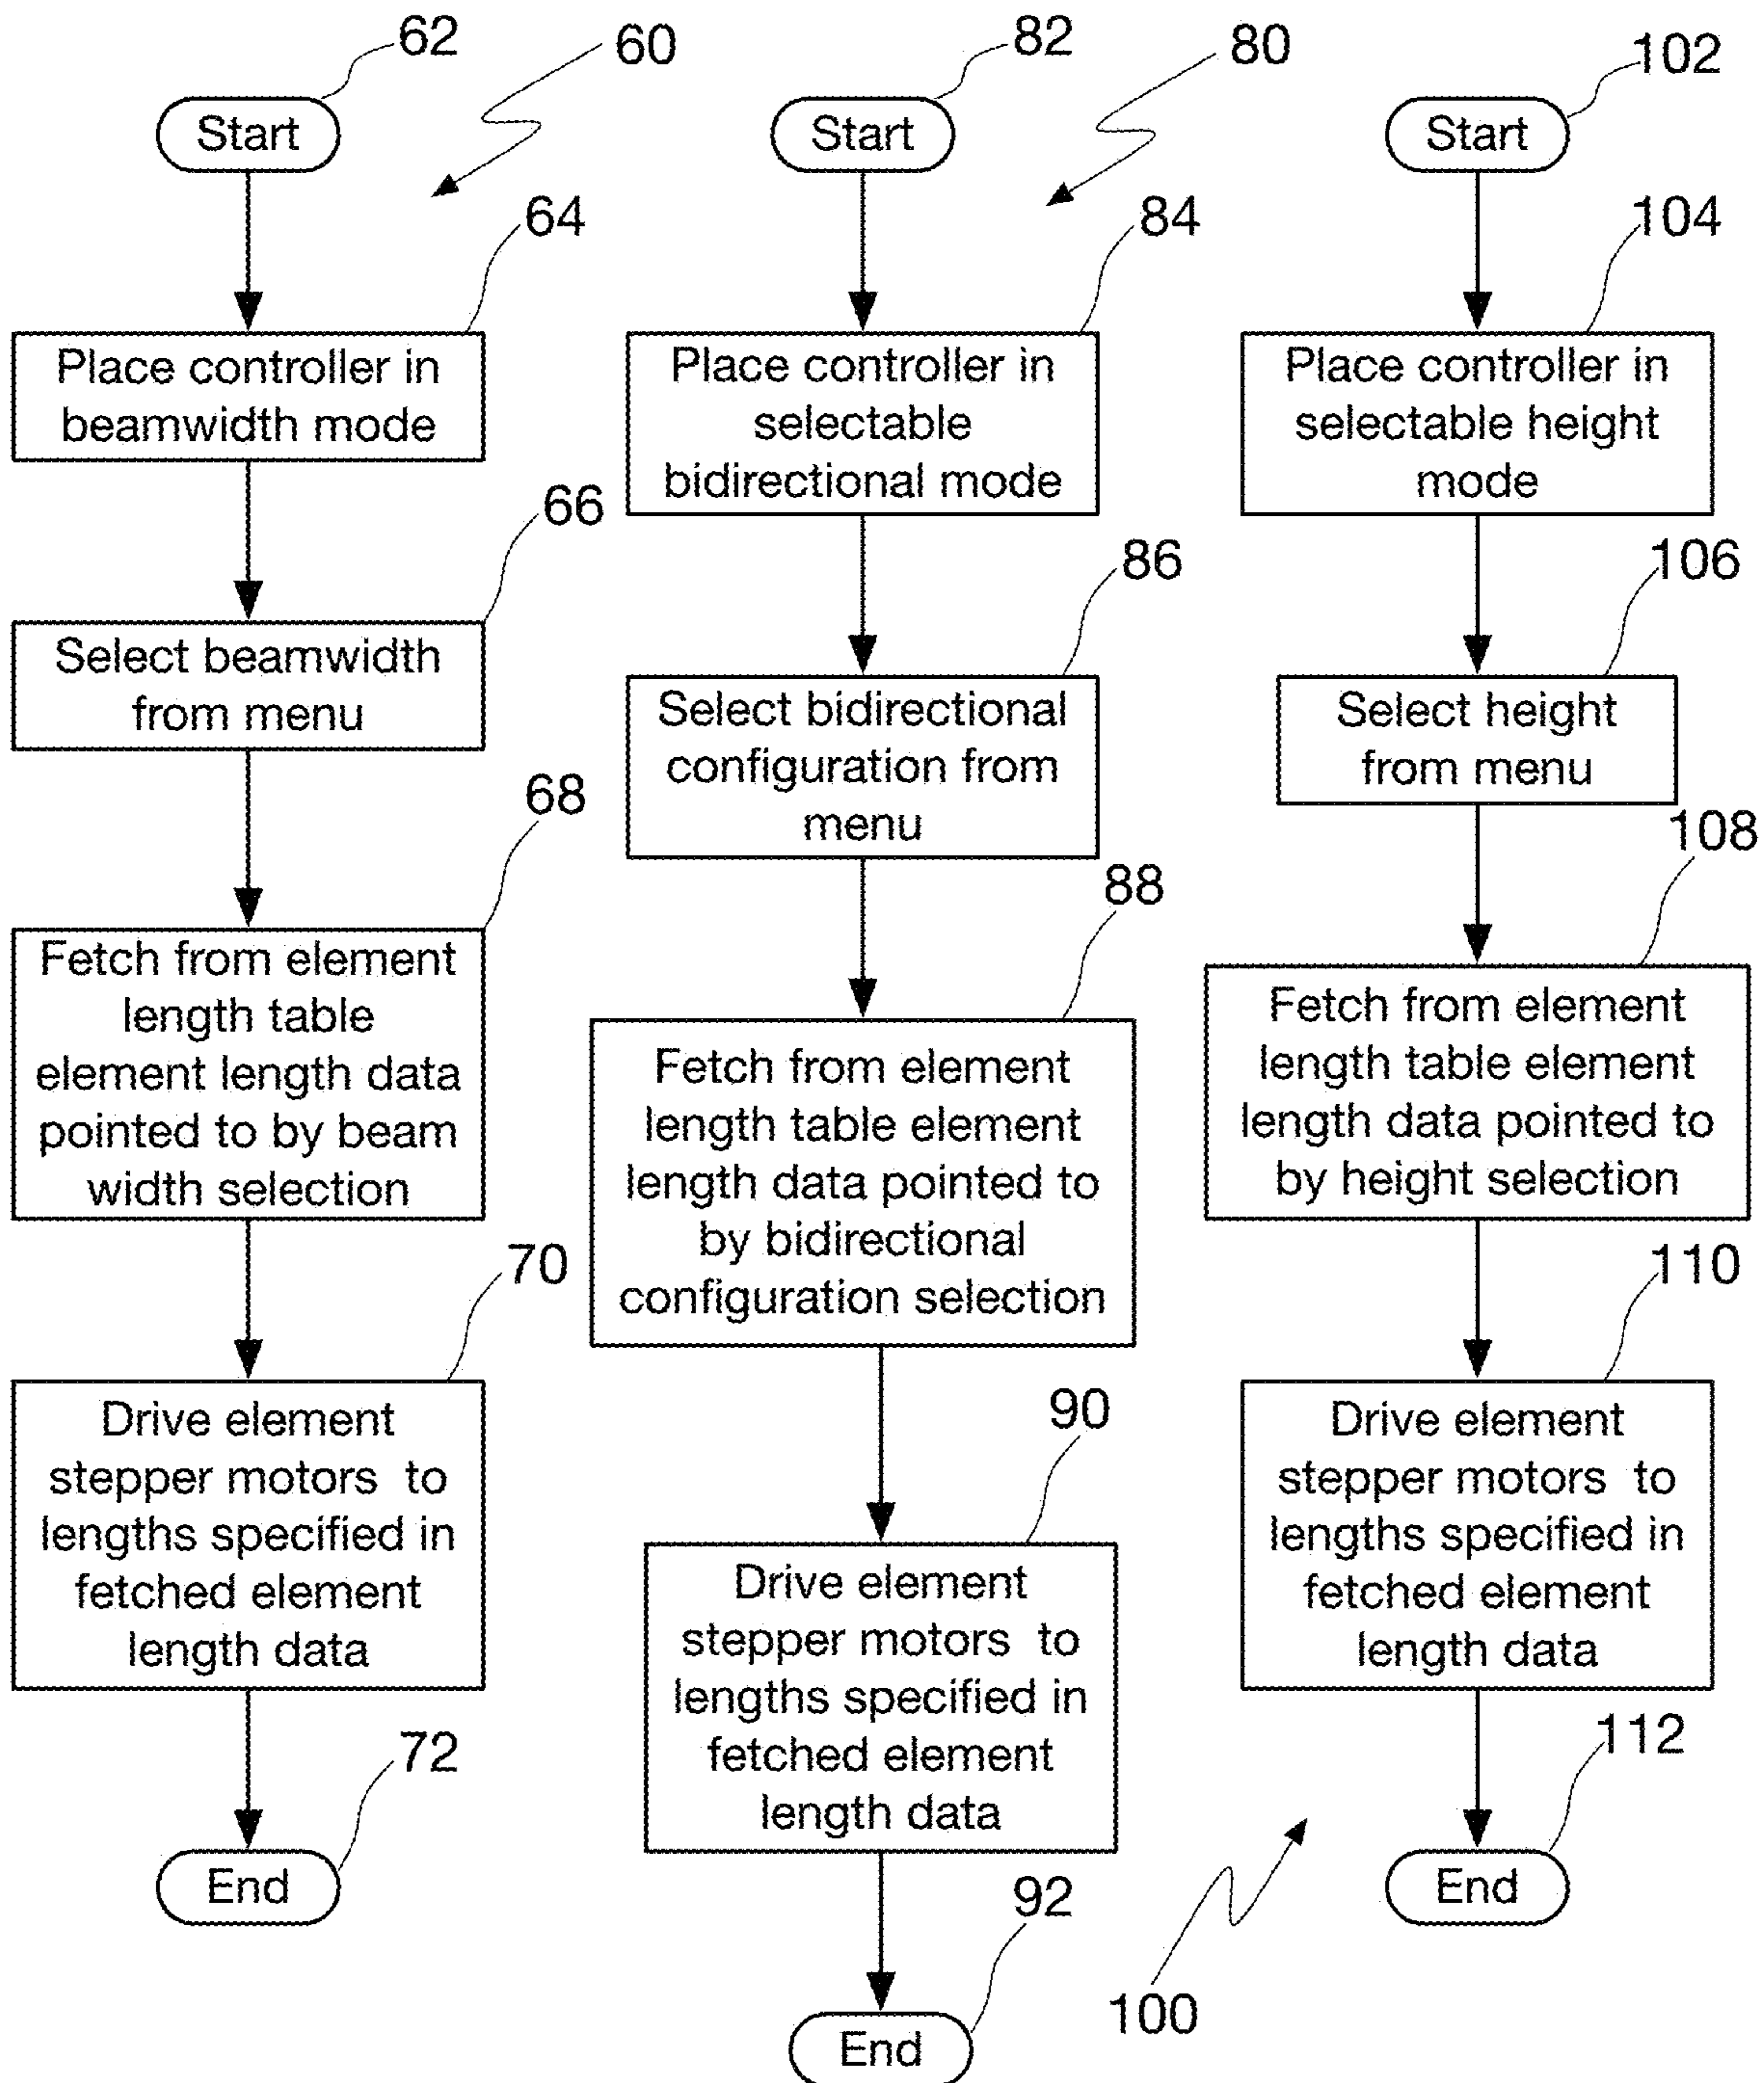 62
60
Start
64
Place controller in
beamwidth mode
66
Select beamwidth
from menu
68
Fetch from element
length table
element length data
pointed to by beam
width selection
70
Drive element
stepper motors to
lengths specified in
fetched element
length data
72
End
82
80
Start
84
Place controller in
selectable
bidirectional mode
86
Select bidirectional
configuration from
menu
88
Fetch from element
length table element
length data pointed to
by bidirectional
configuration selection
90
Drive element
stepper motors to
lengths specified in
fetched element
length data
92
End
102
Start
104
Place controller in
selectable height
mode
106
Select height
from menu
108
Fetch from element
length table element
length data pointed to
by height selection
110
Drive element
stepper motors to
lengths specified in
fetched element
length data
112
End
100